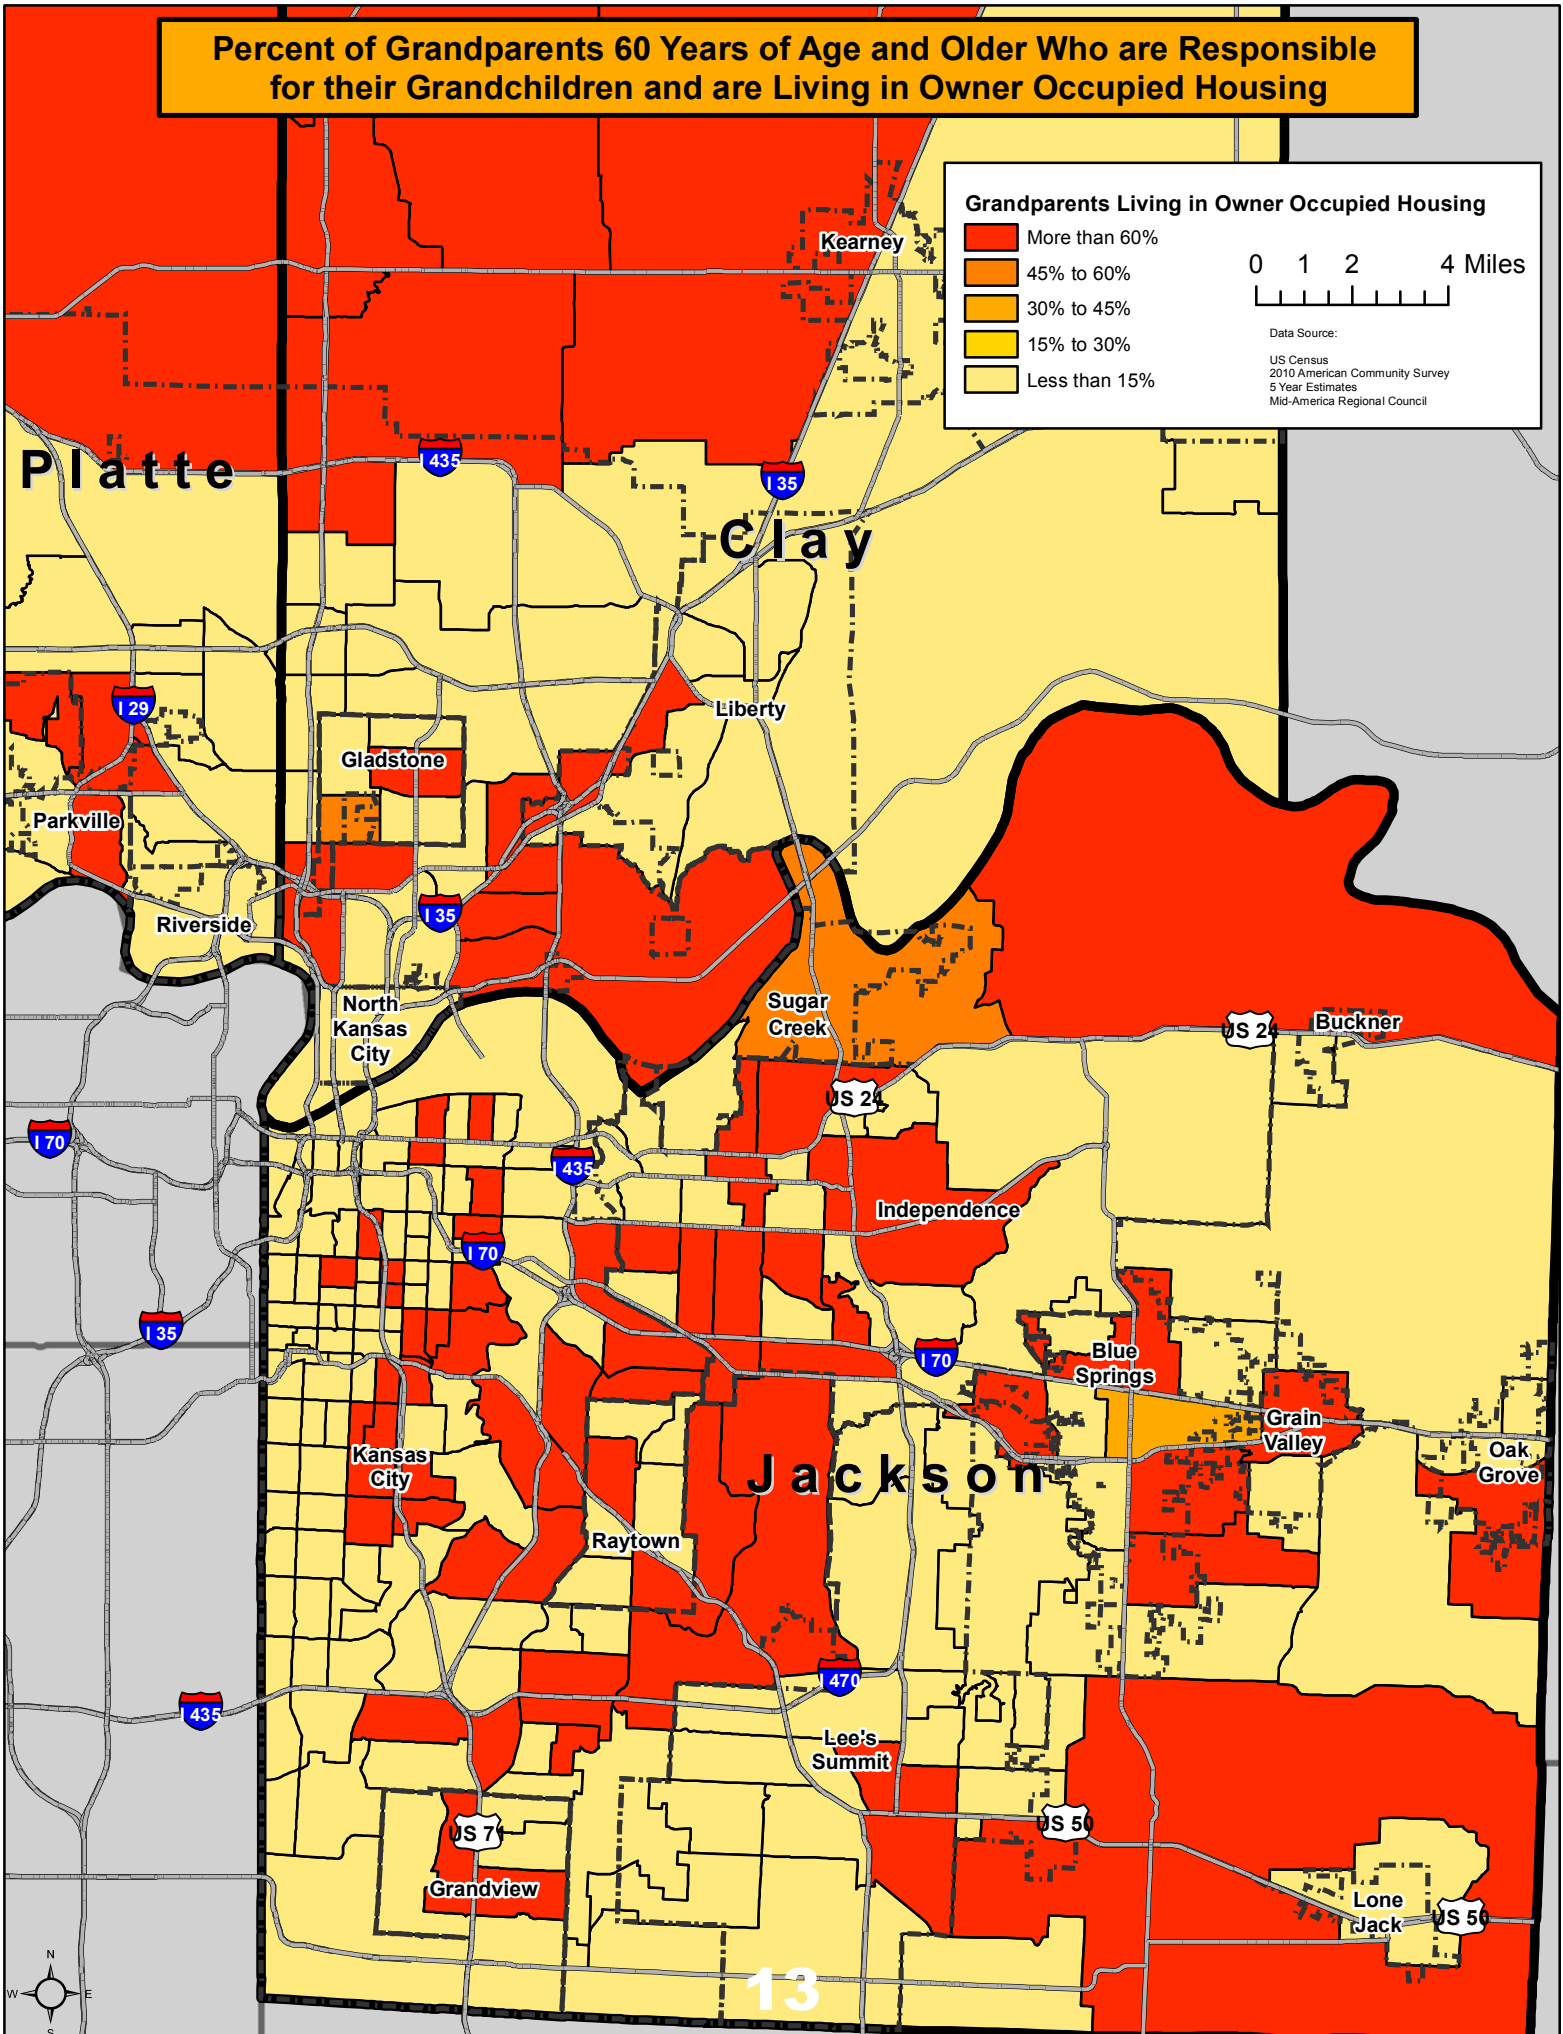 Percent of Grandparents 60 Years of Age and Older Who are Responsible
for their Grandchildren and are Living in Owner Occupied Housing
Grandparents Living in Owner Occupied Housing
More than 60%
45% to 60%
30% to 45%
15% to 30%
Less than 15%
0 1 2 4 Miles
Data Source:
US Census
2010 American Community Survey
5 Year Estimates
Mid-America Regional Council
Kearney
Platte
I 435
I 35
Clay
I 29
Liberty
Gladstone
Parkville
I 35
Riverside
North
Kansas
City
Sugar
Creek
US 24
Buckner
US 24
I 70
I 435
Independence
I 70
I 35
I 70
Blue
Springs
Grain
Valley
Oak
Grove
Kansas
City
Jackson
Raytown
I 470
I 435
Lee's
Summit
US 50
US 71
Grandview
Lone
Jack
US 50
N
W E
S
13